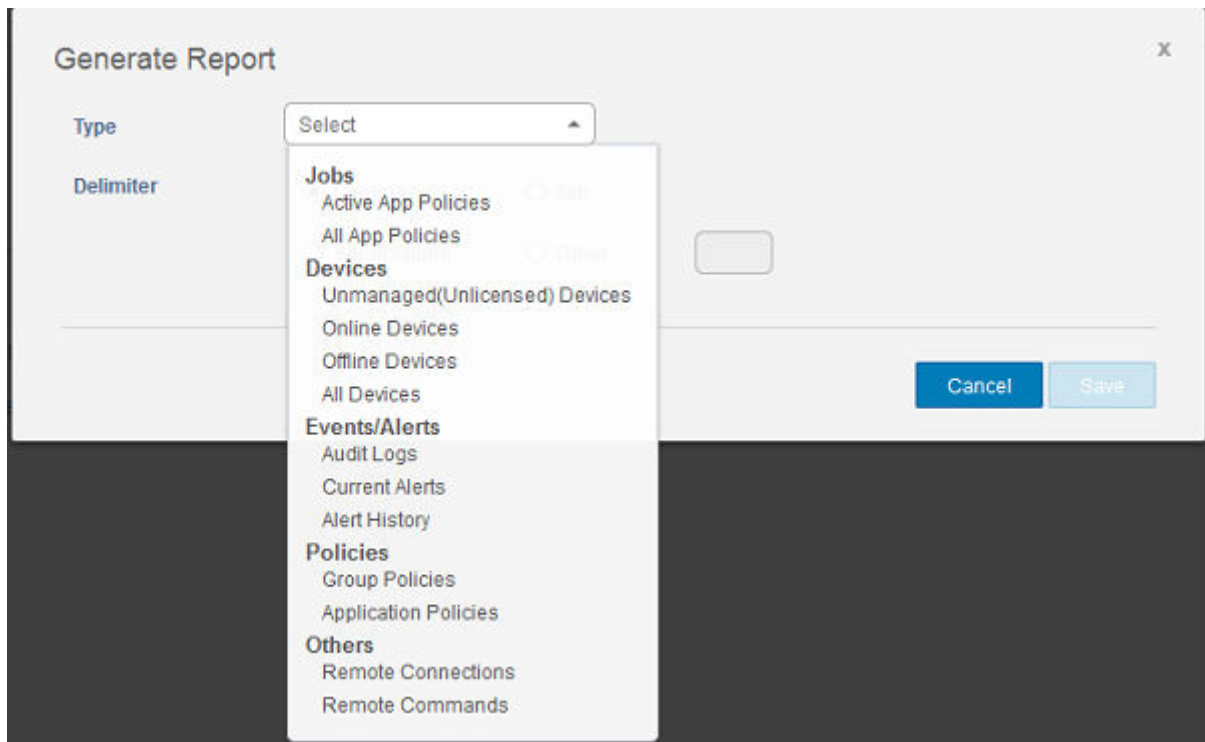 Generate Report
x
Type
Select
Delimiter
Jobs
Active App Policies
All App Policies
Devices
Unmanaged(Unlicensed) Devices
Online Devices
Offline Devices
All Devices
Events/Alerts
Audit Logs
Current Alerts
Alert History
Policies
Group Policies
Application Policies
Others
Remote Connections
Remote Commands
Cancel
Save